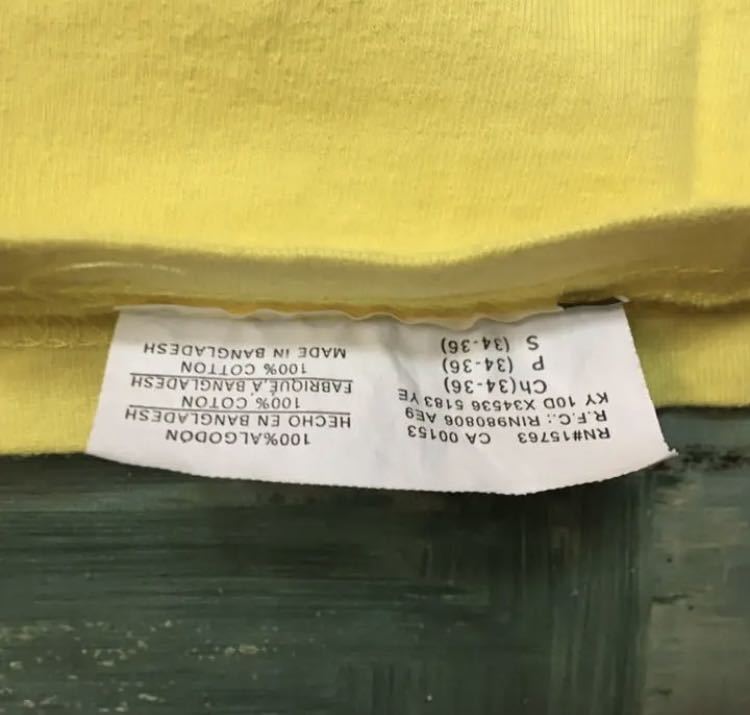 RN#15763 CA 00153
R.F.C.: RIN980806 AE9
KY 10D X34536 5183 YE
Ch(34-36)
P (34-36)
S (34-36)
100%ALGODÓN
HECHO EN BANGLADESH
100% COTON
FABRIQUÉ À BANGLADESH
100% COTTON
MADE IN BANGLADESH